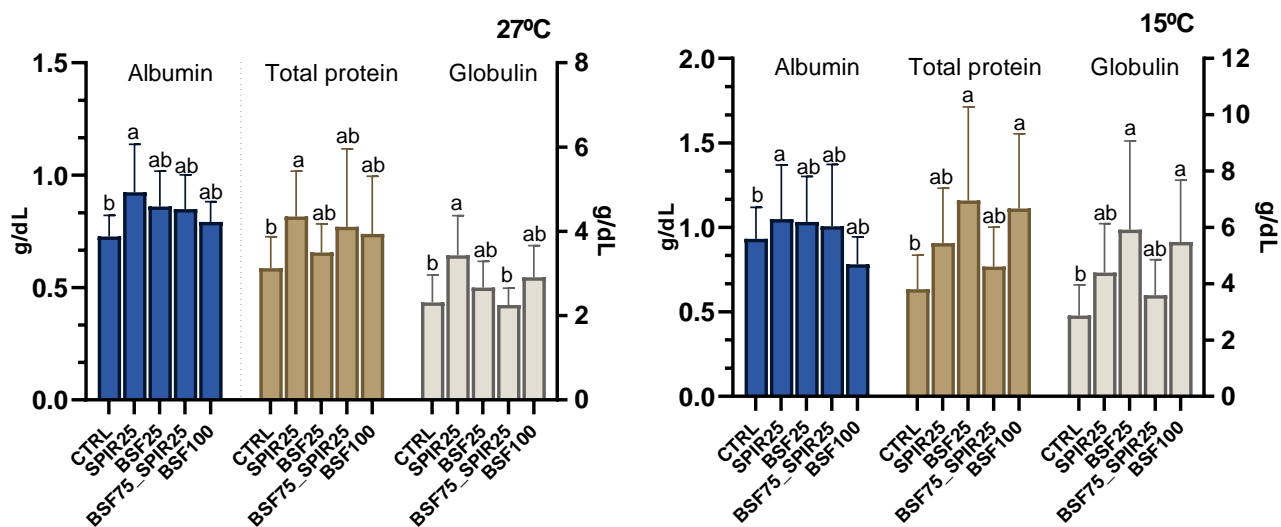 27ºC
Albumin
Total protein
Globulin
1.5
1.0
0.5
0.0
g/dL
8
6
4
2
0
g/dL
b
a
ab
ab
ab
b
a
ab
ab
ab
b
a
ab
b
ab
CTRL
SPIR25
BSF25
BSF75_SPIR25
BSF100
CTRL
SPIR25
BSF25
BSF75_SPIR25
BSF100
CTRL
SPIR25
BSF25
BSF75_SPIR25
BSF100
15ºC
Albumin
Total protein
Globulin
2.0
1.5
1.0
0.5
0.0
g/dL
12
10
8
6
4
2
0
g/dL
b
a
ab
ab
ab
b
ab
a
ab
a
b
ab
a
ab
a
CTRL
SPIR25
BSF25
BSF75_SPIR25
BSF100
CTRL
SPIR25
BSF25
BSF75_SPIR25
BSF100
CTRL
SPIR25
BSF25
BSF75_SPIR25
BSF100